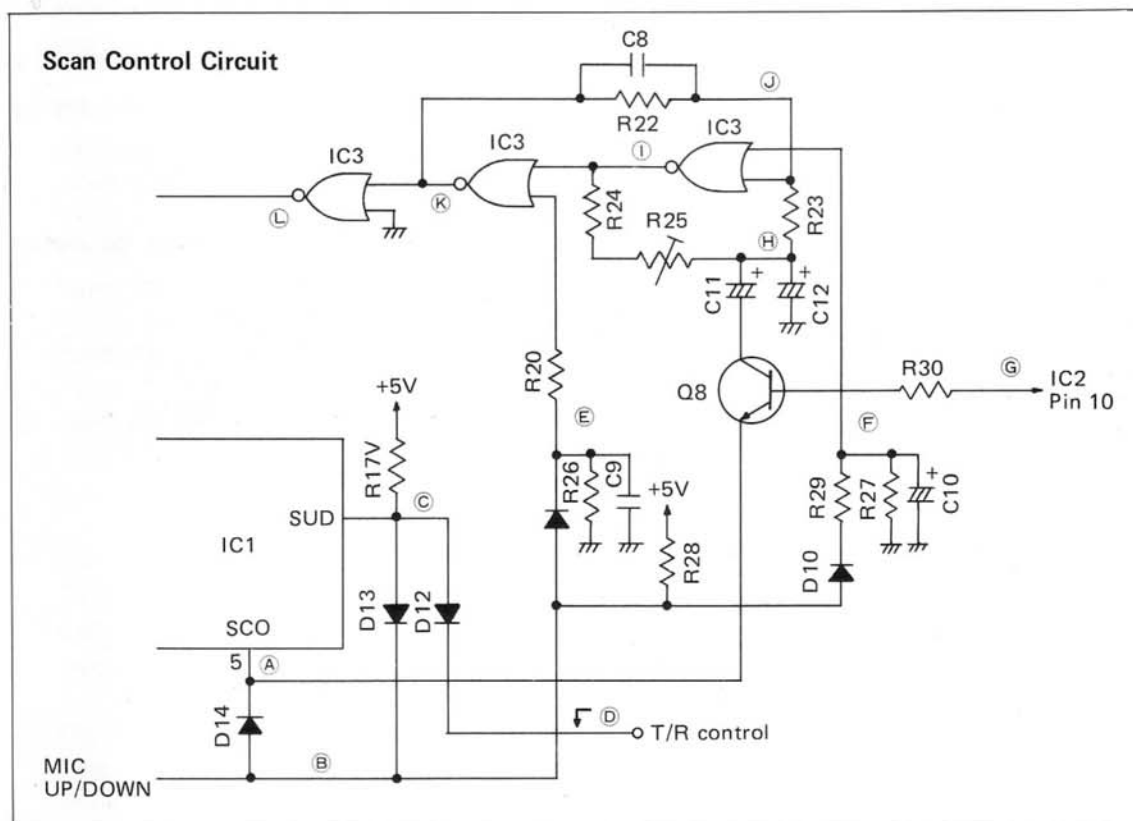 Scan Control Circuit
C8
Ⓙ
R22
IC3
IC3
Ⓘ
IC3
Ⓚ
Ⓛ
R24
R25
R23
Ⓗ
C11
+
+
C12
R20
+5V
Q8
R30
Ⓖ
IC2
Pin 10
Ⓔ
Ⓕ
R17V
R26
C9
+5V
R29
R27
+
C10
Ⓒ
SUD
IC1
R28
D10
D13
D12
SCO
5
Ⓐ
D14
Ⓓ
T/R control
MIC
UP/DOWN
Ⓑ